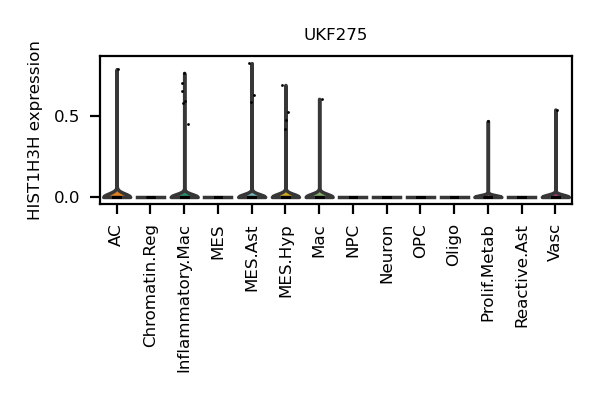 UKF275
HIST1H3H expression
0.5
0.0
AC
Chromatin.Reg
Inflammatory.Mac
MES
MES.Ast
MES.Hyp
Mac
NPC
Neuron
OPC
Oligo
Prolif.Metab
Reactive.Ast
Vasc